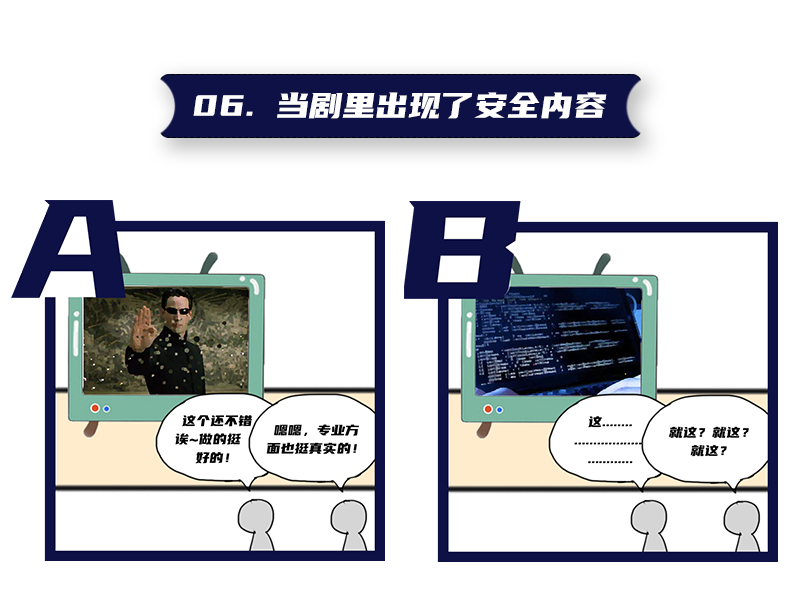 06. 当剧里出现了安全内容
A
这个还不错
诶~做的挺
好的！
嗯嗯，专业方
面也挺真实的！
B
这........
....................
.............
就这？就这？
就这？